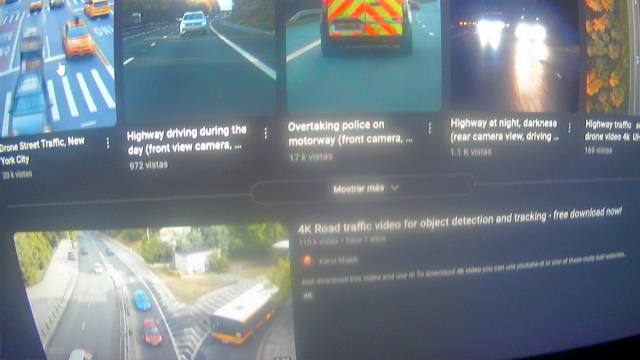 Drone Street Traffic, New
York City
20 k vistas
Highway driving during the
day (front view camera, ...
972 vistas
Overtaking police on
motorway (front camera, ...
17 k vistas
Highway at night, darkness
(rear camera view, driving ...
1.1 K vistas
Highway traffic
drone video 4k UH
169 vistas
Mostrar más
4K Road traffic video for object detection and tracking - free download now!
115 k vistas • hace 7 años
Karol Majek
Just download this video and use it! To download 4k video you can use youtube-dl or one of those really bad website...
4K